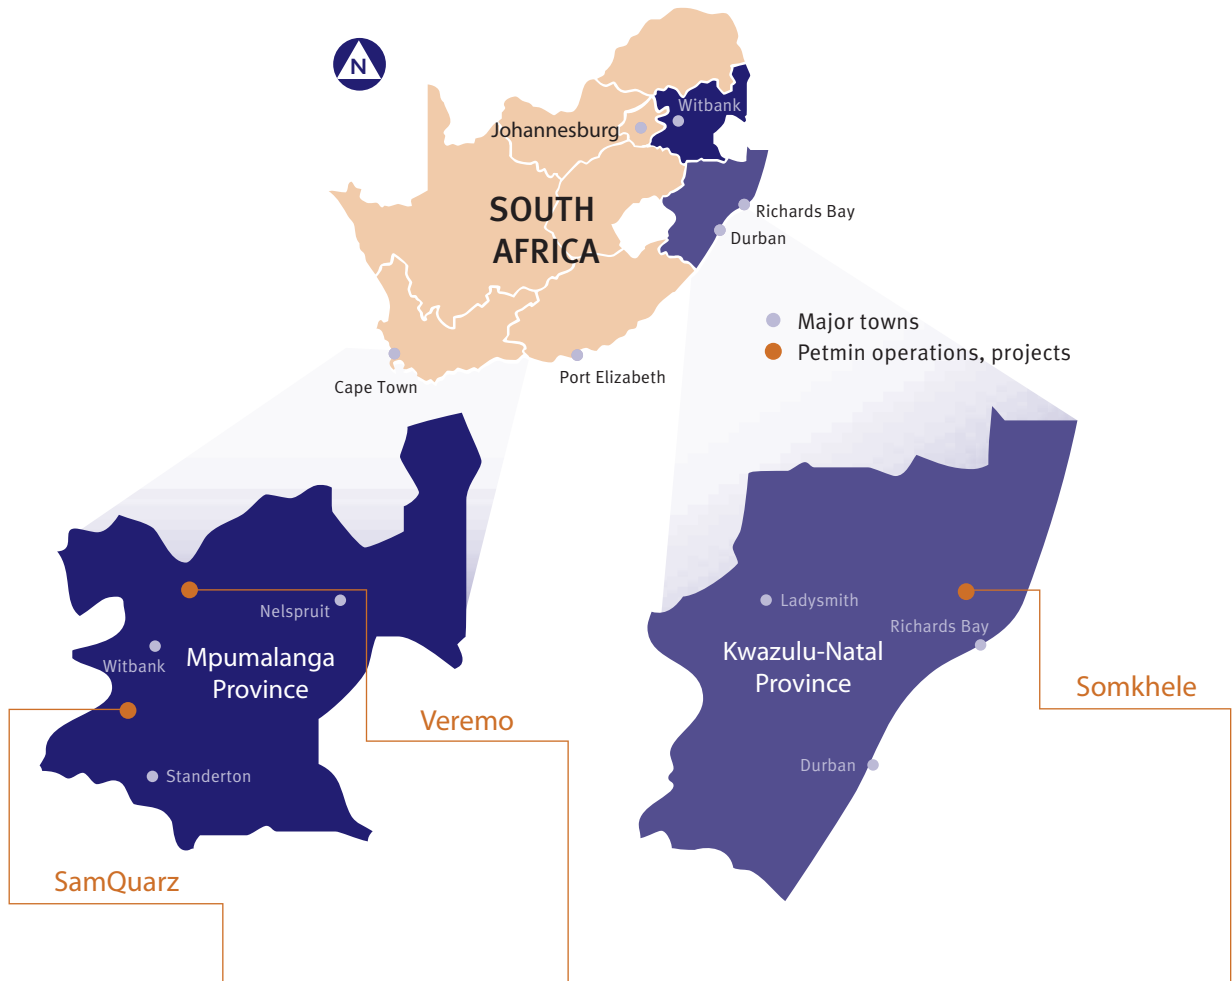 N
Witbank
Johannesburg
SOUTH
AFRICA
Richards Bay
Durban
Major towns
Petmin operations, projects
Cape Town
Port Elizabeth
Nelspruit
Witbank
Mpumalanga
Province
Standerton
Veremo
SamQuarz
Ladysmith
Richards Bay
Kwazulu-Natal
Province
Durban
Somkhele